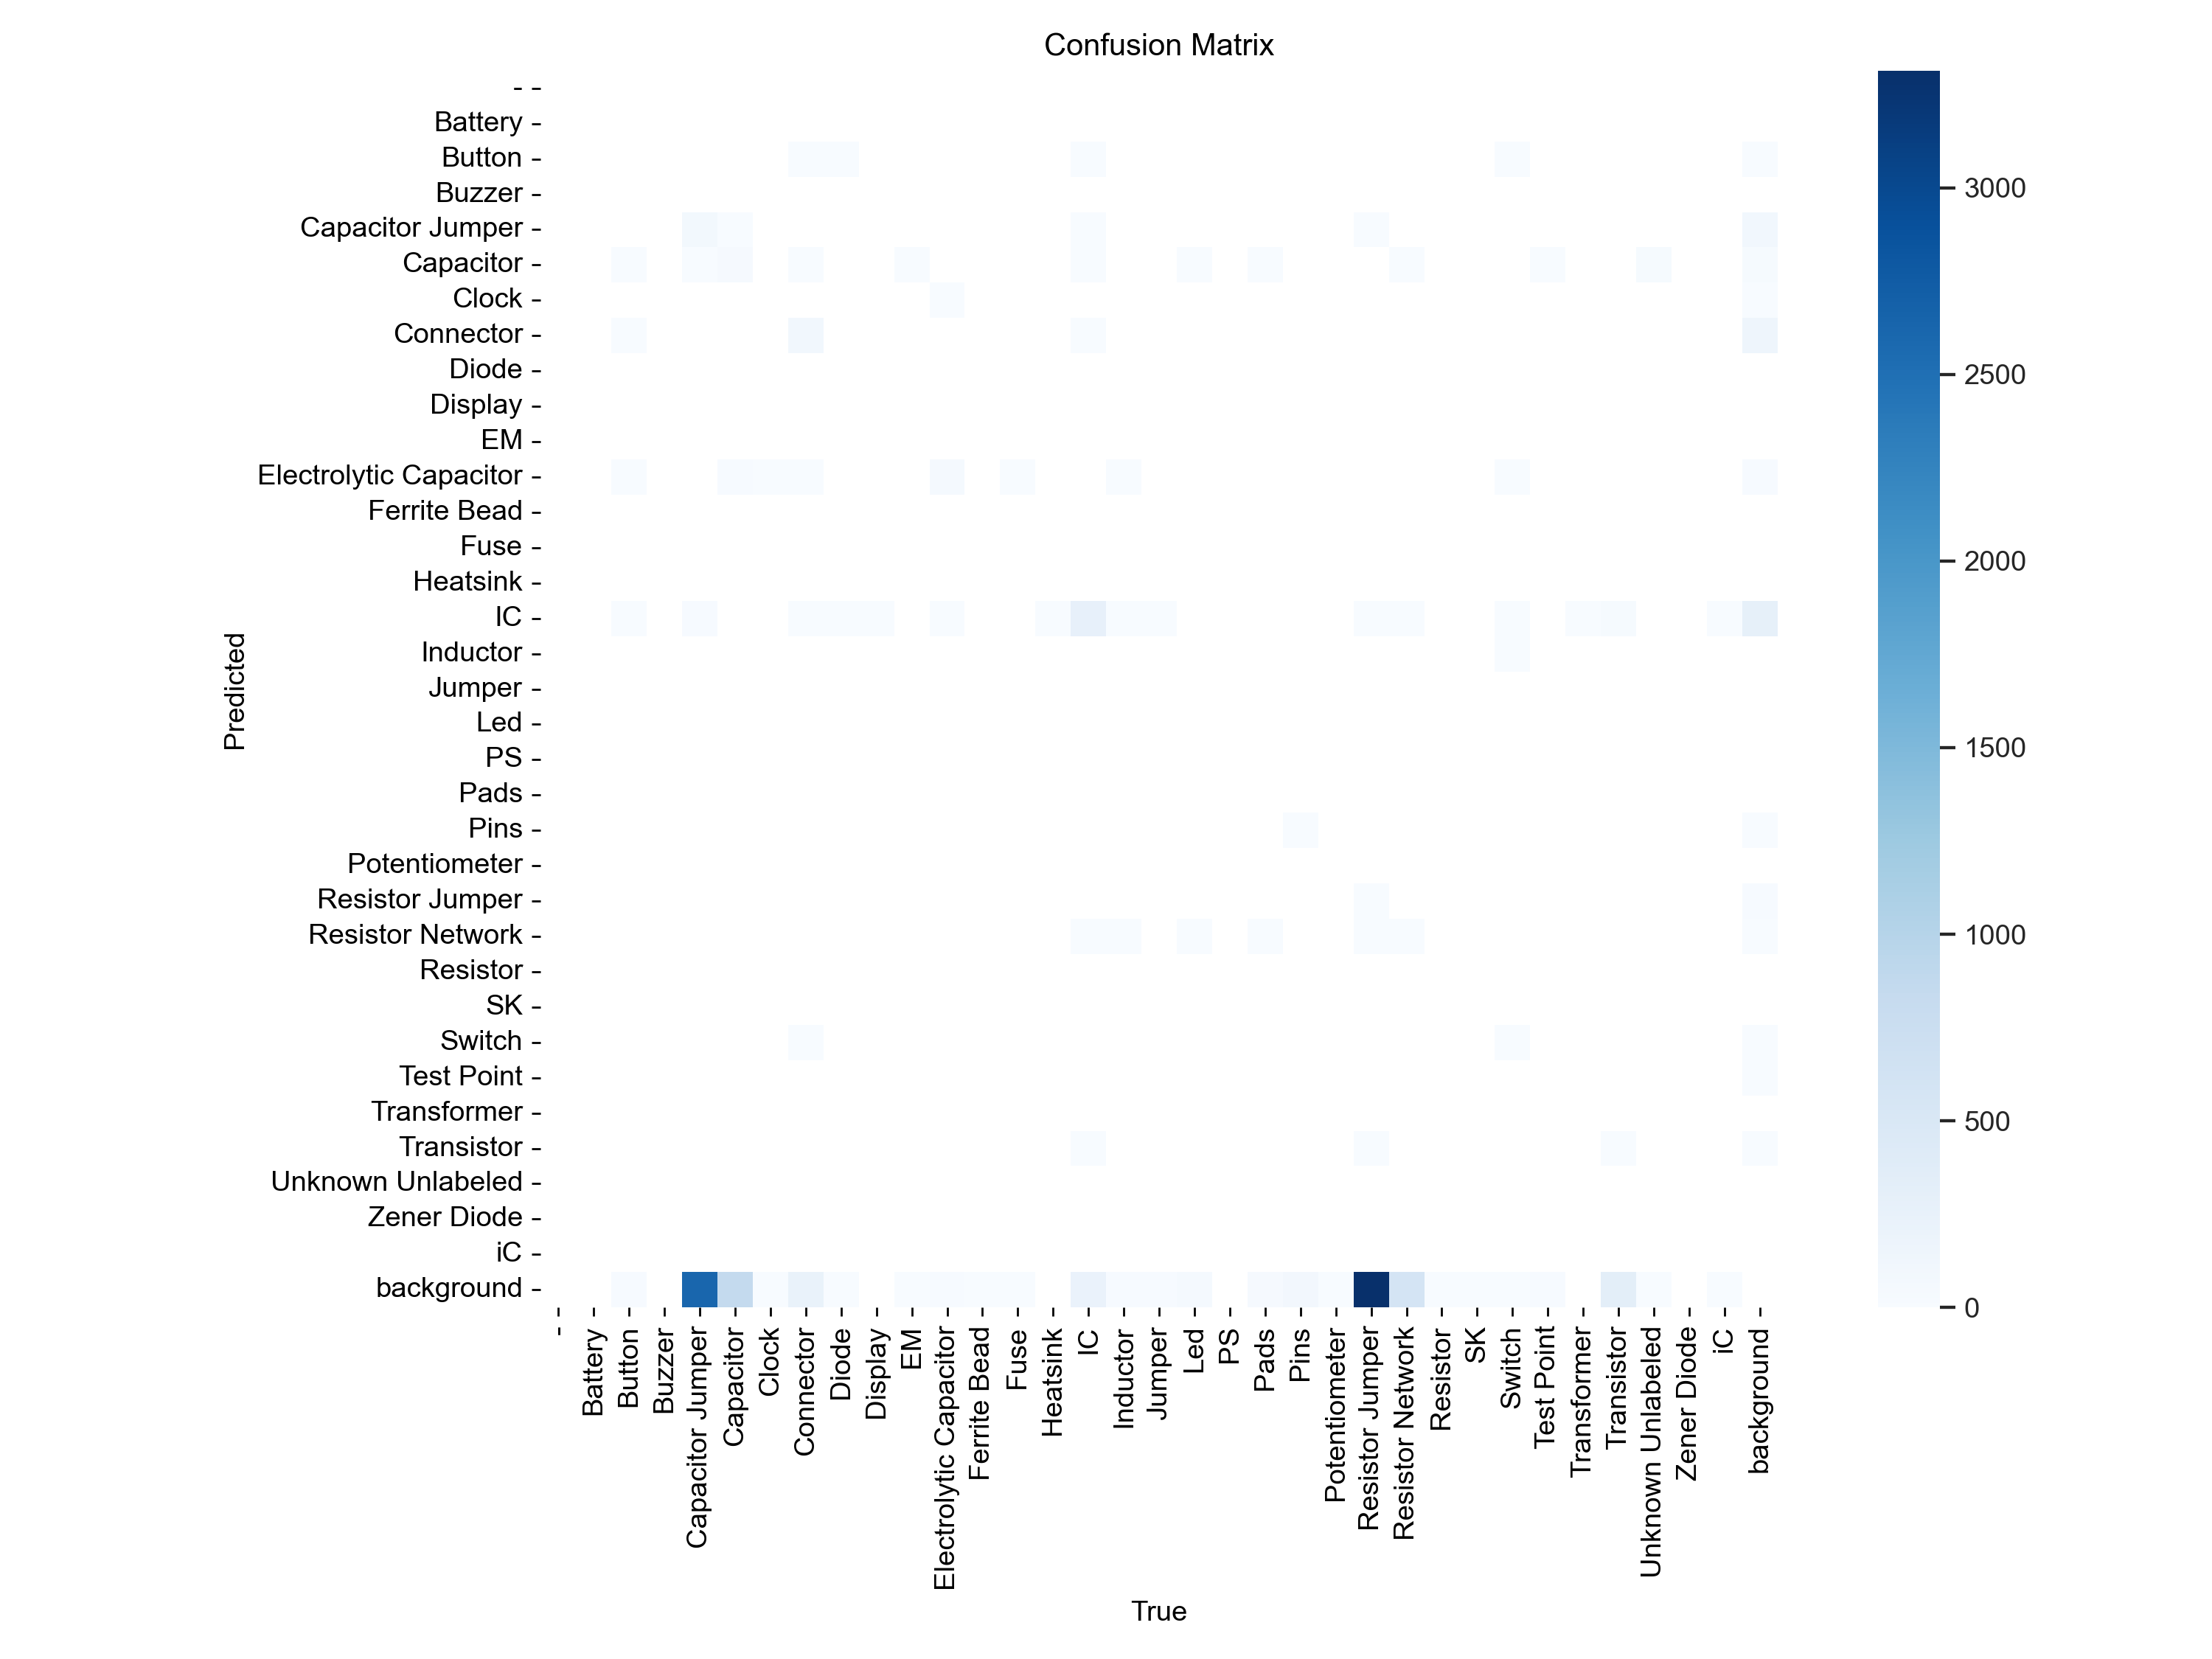 Confusion Matrix
-
Battery
Button
Buzzer
Capacitor Jumper
Capacitor
Clock
Connector
Diode
Display
EM
Electrolytic Capacitor
Ferrite Bead
Fuse
Heatsink
IC
Inductor
Jumper
Led
PS
Pads
Pins
Potentiometer
Resistor Jumper
Resistor Network
Resistor
SK
Switch
Test Point
Transformer
Transistor
Unknown Unlabeled
Zener Diode
iC
background
Predicted
-
Battery
Button
Buzzer
Capacitor Jumper
Capacitor
Clock
Connector
Diode
Display
EM
Electrolytic Capacitor
Ferrite Bead
Fuse
Heatsink
IC
Inductor
Jumper
Led
PS
Pads
Pins
Potentiometer
Resistor Jumper
Resistor Network
Resistor
SK
Switch
Test Point
Transformer
Transistor
Unknown Unlabeled
Zener Diode
iC
background
True
3000
2500
2000
1500
1000
500
0